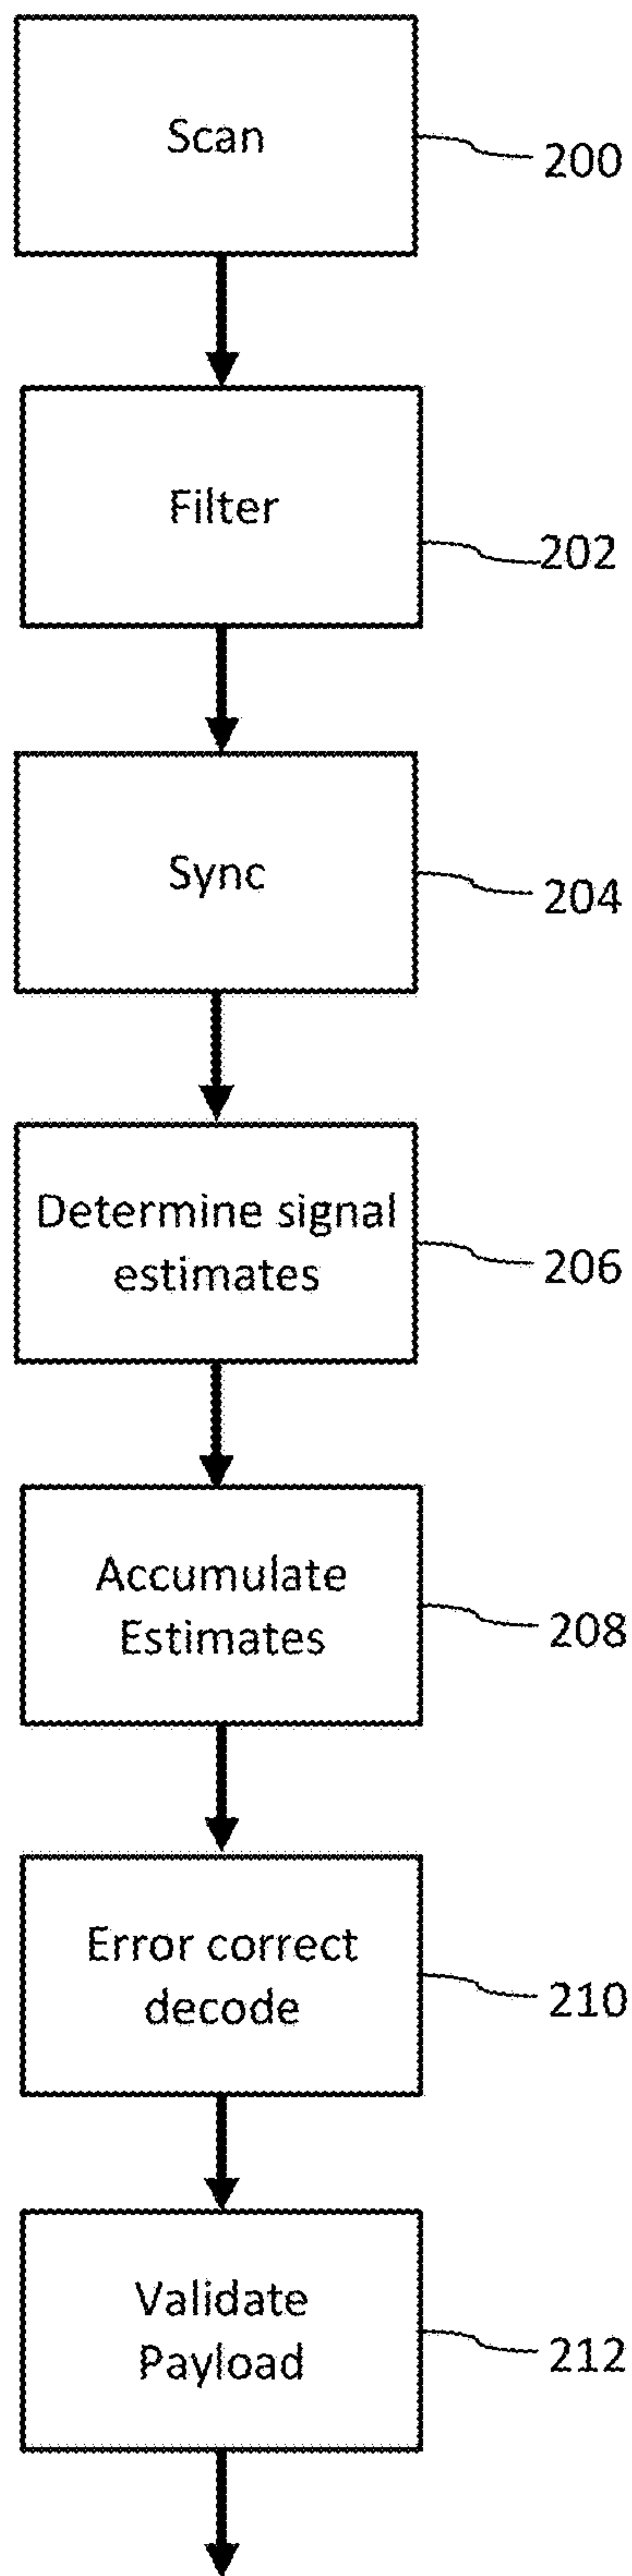 Scan
200
Filter
202
Sync
204
Determine signal
estimates
206
Accumulate
Estimates
208
Error correct
decode
210
Validate
Payload
212